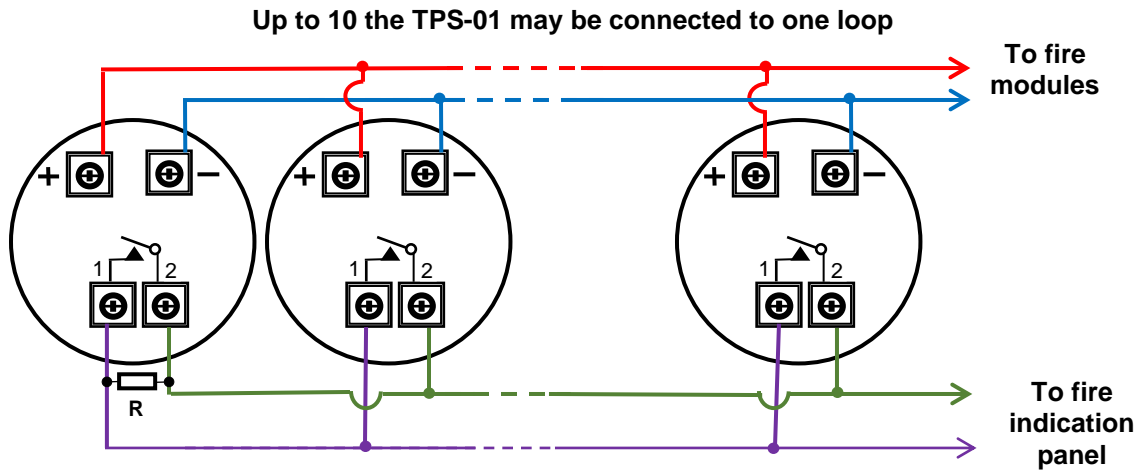 Up to 10 the TPS-01 may be connected to one loop
To fire
modules
+ −
+ −
+ −
1 2
1 2
1 2
R
To fire
indication
panel